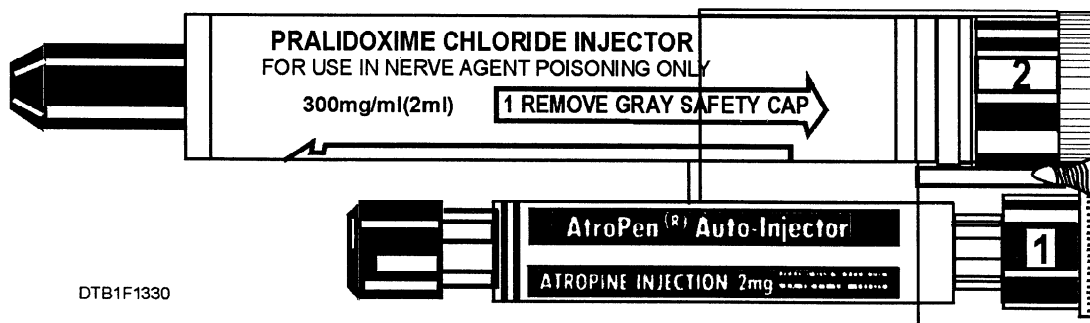 PRALIDOXIME CHLORIDE INJECTOR
FOR USE IN NERVE AGENT POISONING ONLY
300mg/ml(2ml)
1 REMOVE GRAY SAFETY CAP
2
AtroPen (R) Auto-Injector
ATROPINE INJECTION 2mg
1
DTB1F1330